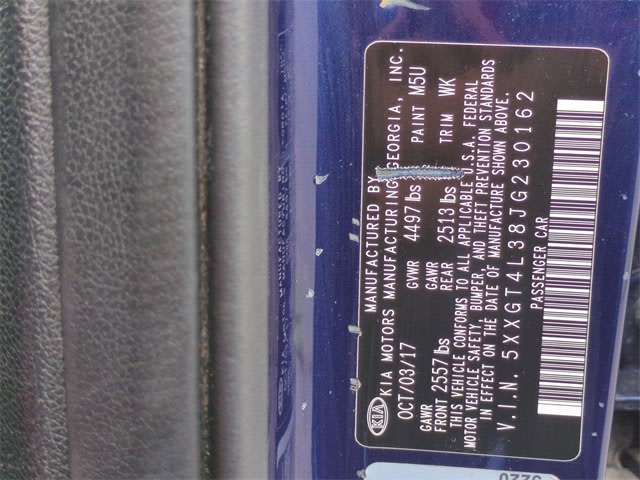 MANUFACTURED BY
KIA KIA MOTORS MANUFACTURING GEORGIA, INC.
OCT/03/17 GVWR 4497lbs PAINT M5U
GAWR FRONT 2557lbs GAWR REAR 2513lbs TRIM WK
THIS VEHICLE CONFORMS TO ALL APPLICABLE U.S.A. FEDERAL
MOTOR VEHICLE SAFETY, BUMPER, AND THEFT PREVENTION STANDARDS
IN EFFECT ON THE DATE OF MANUFACTURE SHOWN ABOVE.
V.I.N. 5XXGT4L38JG230162
PASSENGER CAR